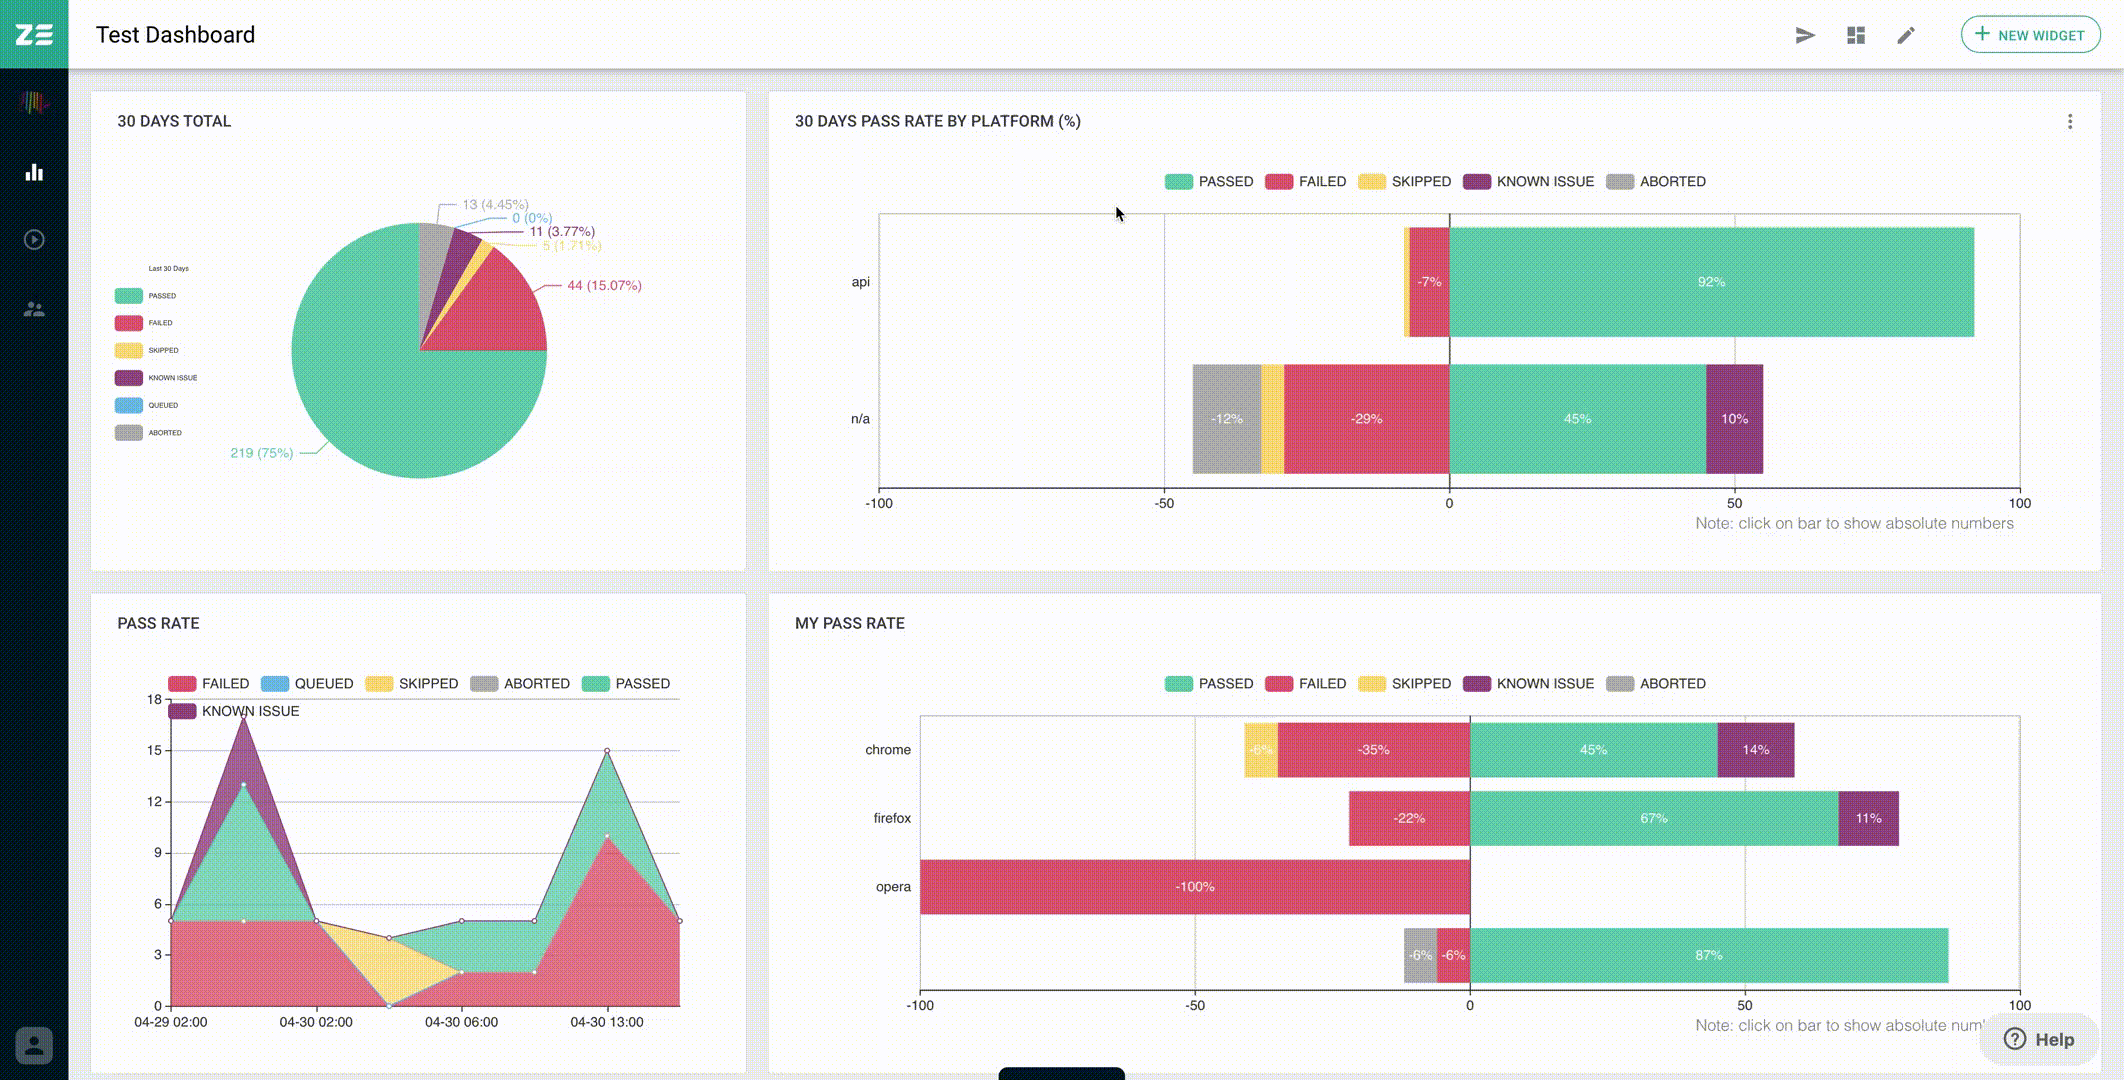 ZE
Test Dashboard
NEW WIDGET
30 DAYS TOTAL
13 (4.45%)
0 (0%)
11 (3.77%)
5 (1.71%)
44 (15.07%)
219 (75%)
Last 30 Days
PASSED
FAILED
SKIPPED
KNOWN ISSUE
QUEUED
ABORTED
30 DAYS PASS RATE BY PLATFORM (%)
PASSED FAILED SKIPPED KNOWN ISSUE ABORTED
api -7% 92%
n/a -12% -29% 45% 10%
-100 -50 0 50 100
Note: click on bar to show absolute numbers
PASS RATE
FAILED QUEUED SKIPPED ABORTED PASSED
KNOWN ISSUE
18
15
12
9
6
3
0
04-29 02:00 04-30 02:00 04-30 06:00 04-30 13:00
MY PASS RATE
PASSED FAILED SKIPPED KNOWN ISSUE ABORTED
chrome -6% -35% 45% 14%
firefox -22% 67% 11%
opera -100%
-6% -6% 87%
-100 -50 0 50 100
Note: click on bar to show absolute
Help